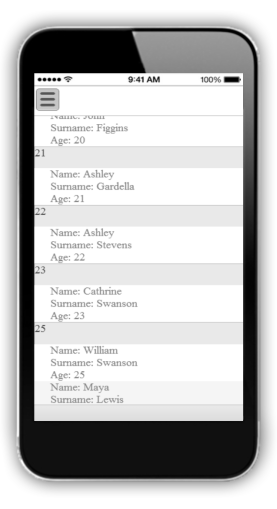 9:41 AM
100%
Name: John
Surname: Figgins
Age: 20
21
Name: Ashley
Surname: Gardella
Age: 21
22
Name: Ashley
Surname: Stevens
Age: 22
23
Name: Cathrine
Surname: Swanson
Age: 23
25
Name: William
Surname: Swanson
Age: 25
Name: Maya
Surname: Lewis